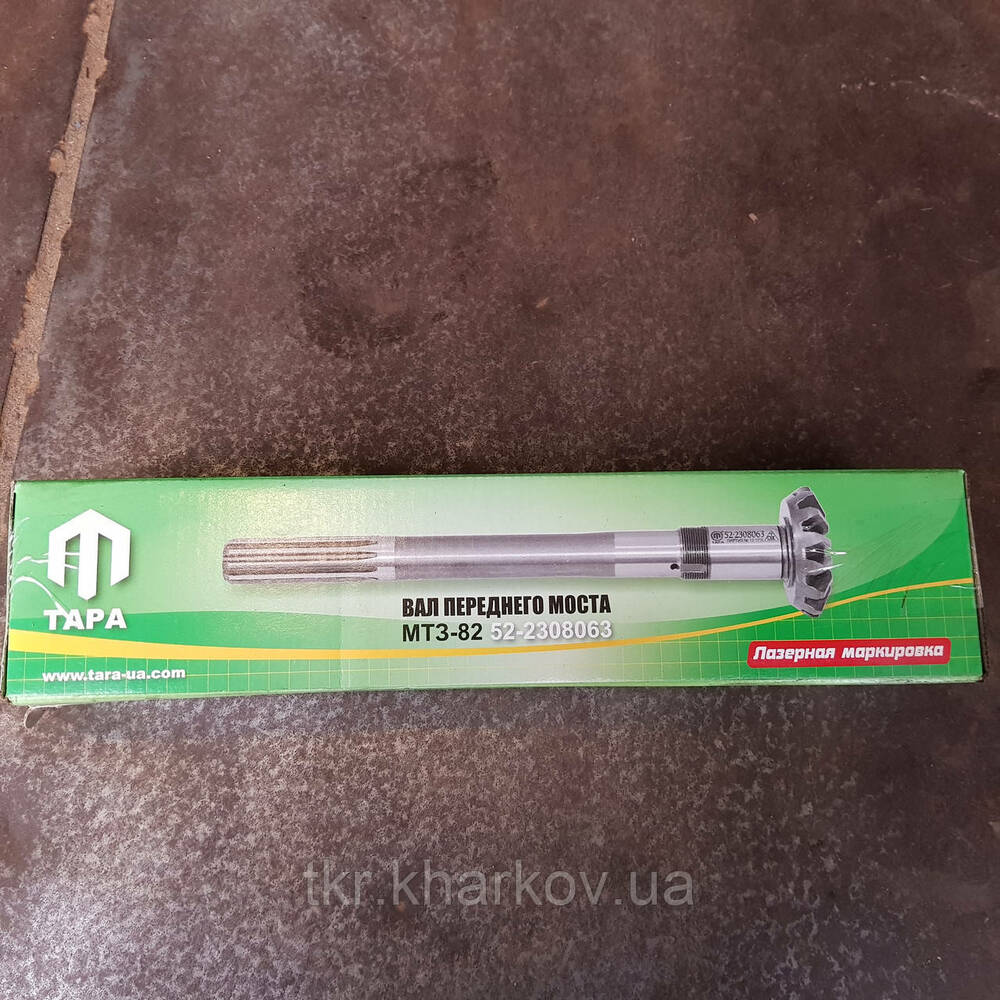 52-2308063
ТАРА
ВАЛ ПЕРЕДНЕГО МОСТА
МТЗ-82 52-2308063
Лазерная маркировка
www.tara-ua.com
tkr.kharkov.ua